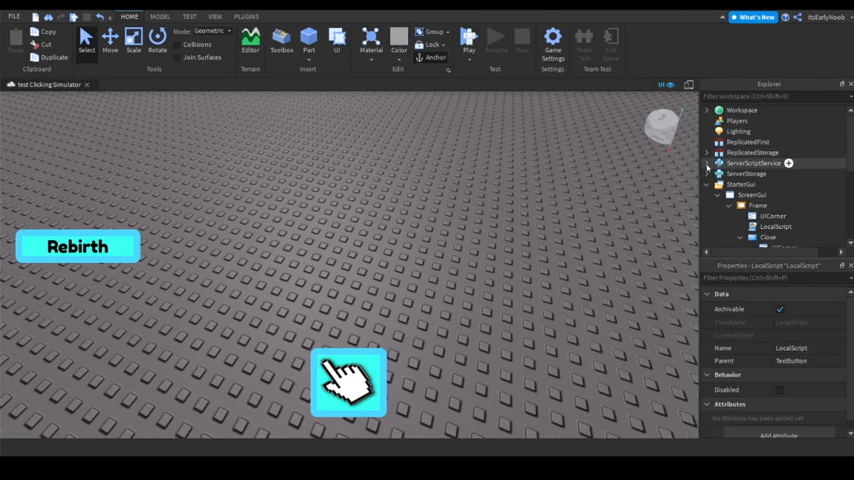 FILE
HOME
MODEL
TEST
VIEW
PLUGINS
What's New
ItsEarlyNoob
Paste
Copy
Cut
Duplicate
Clipboard
Select
Move
Scale
Rotate
Mode: Geometric
Collisions
Join Surfaces
Tools
Editor
Terrain
Toolbox
Part
UI
Insert
Material
Color
Group
Lock
Anchor
Edit
Play
Resume
Stop
Test
Game
Settings
Settings
Team
Test
Exit
Game
Team Test
test Clicking Simulator
UI
Explorer
Filter workspace (Ctrl+Shift+X)
Workspace
Players
Lighting
ReplicatedFirst
ReplicatedStorage
ServerScriptService
ServerStorage
StarterGui
ScreenGui
Frame
UICorner
LocalScript
Close
UICorner
Properties - LocalScript "LocalScript"
Filter Properties (Ctrl+Shift+P)
Data
Archivable
ClassName LocalScript
CurrentEditor
Name LocalScript
Parent TextButton
Behavior
Disabled
Attributes
No Attribute has been added yet
Add Attribute
Rebirth